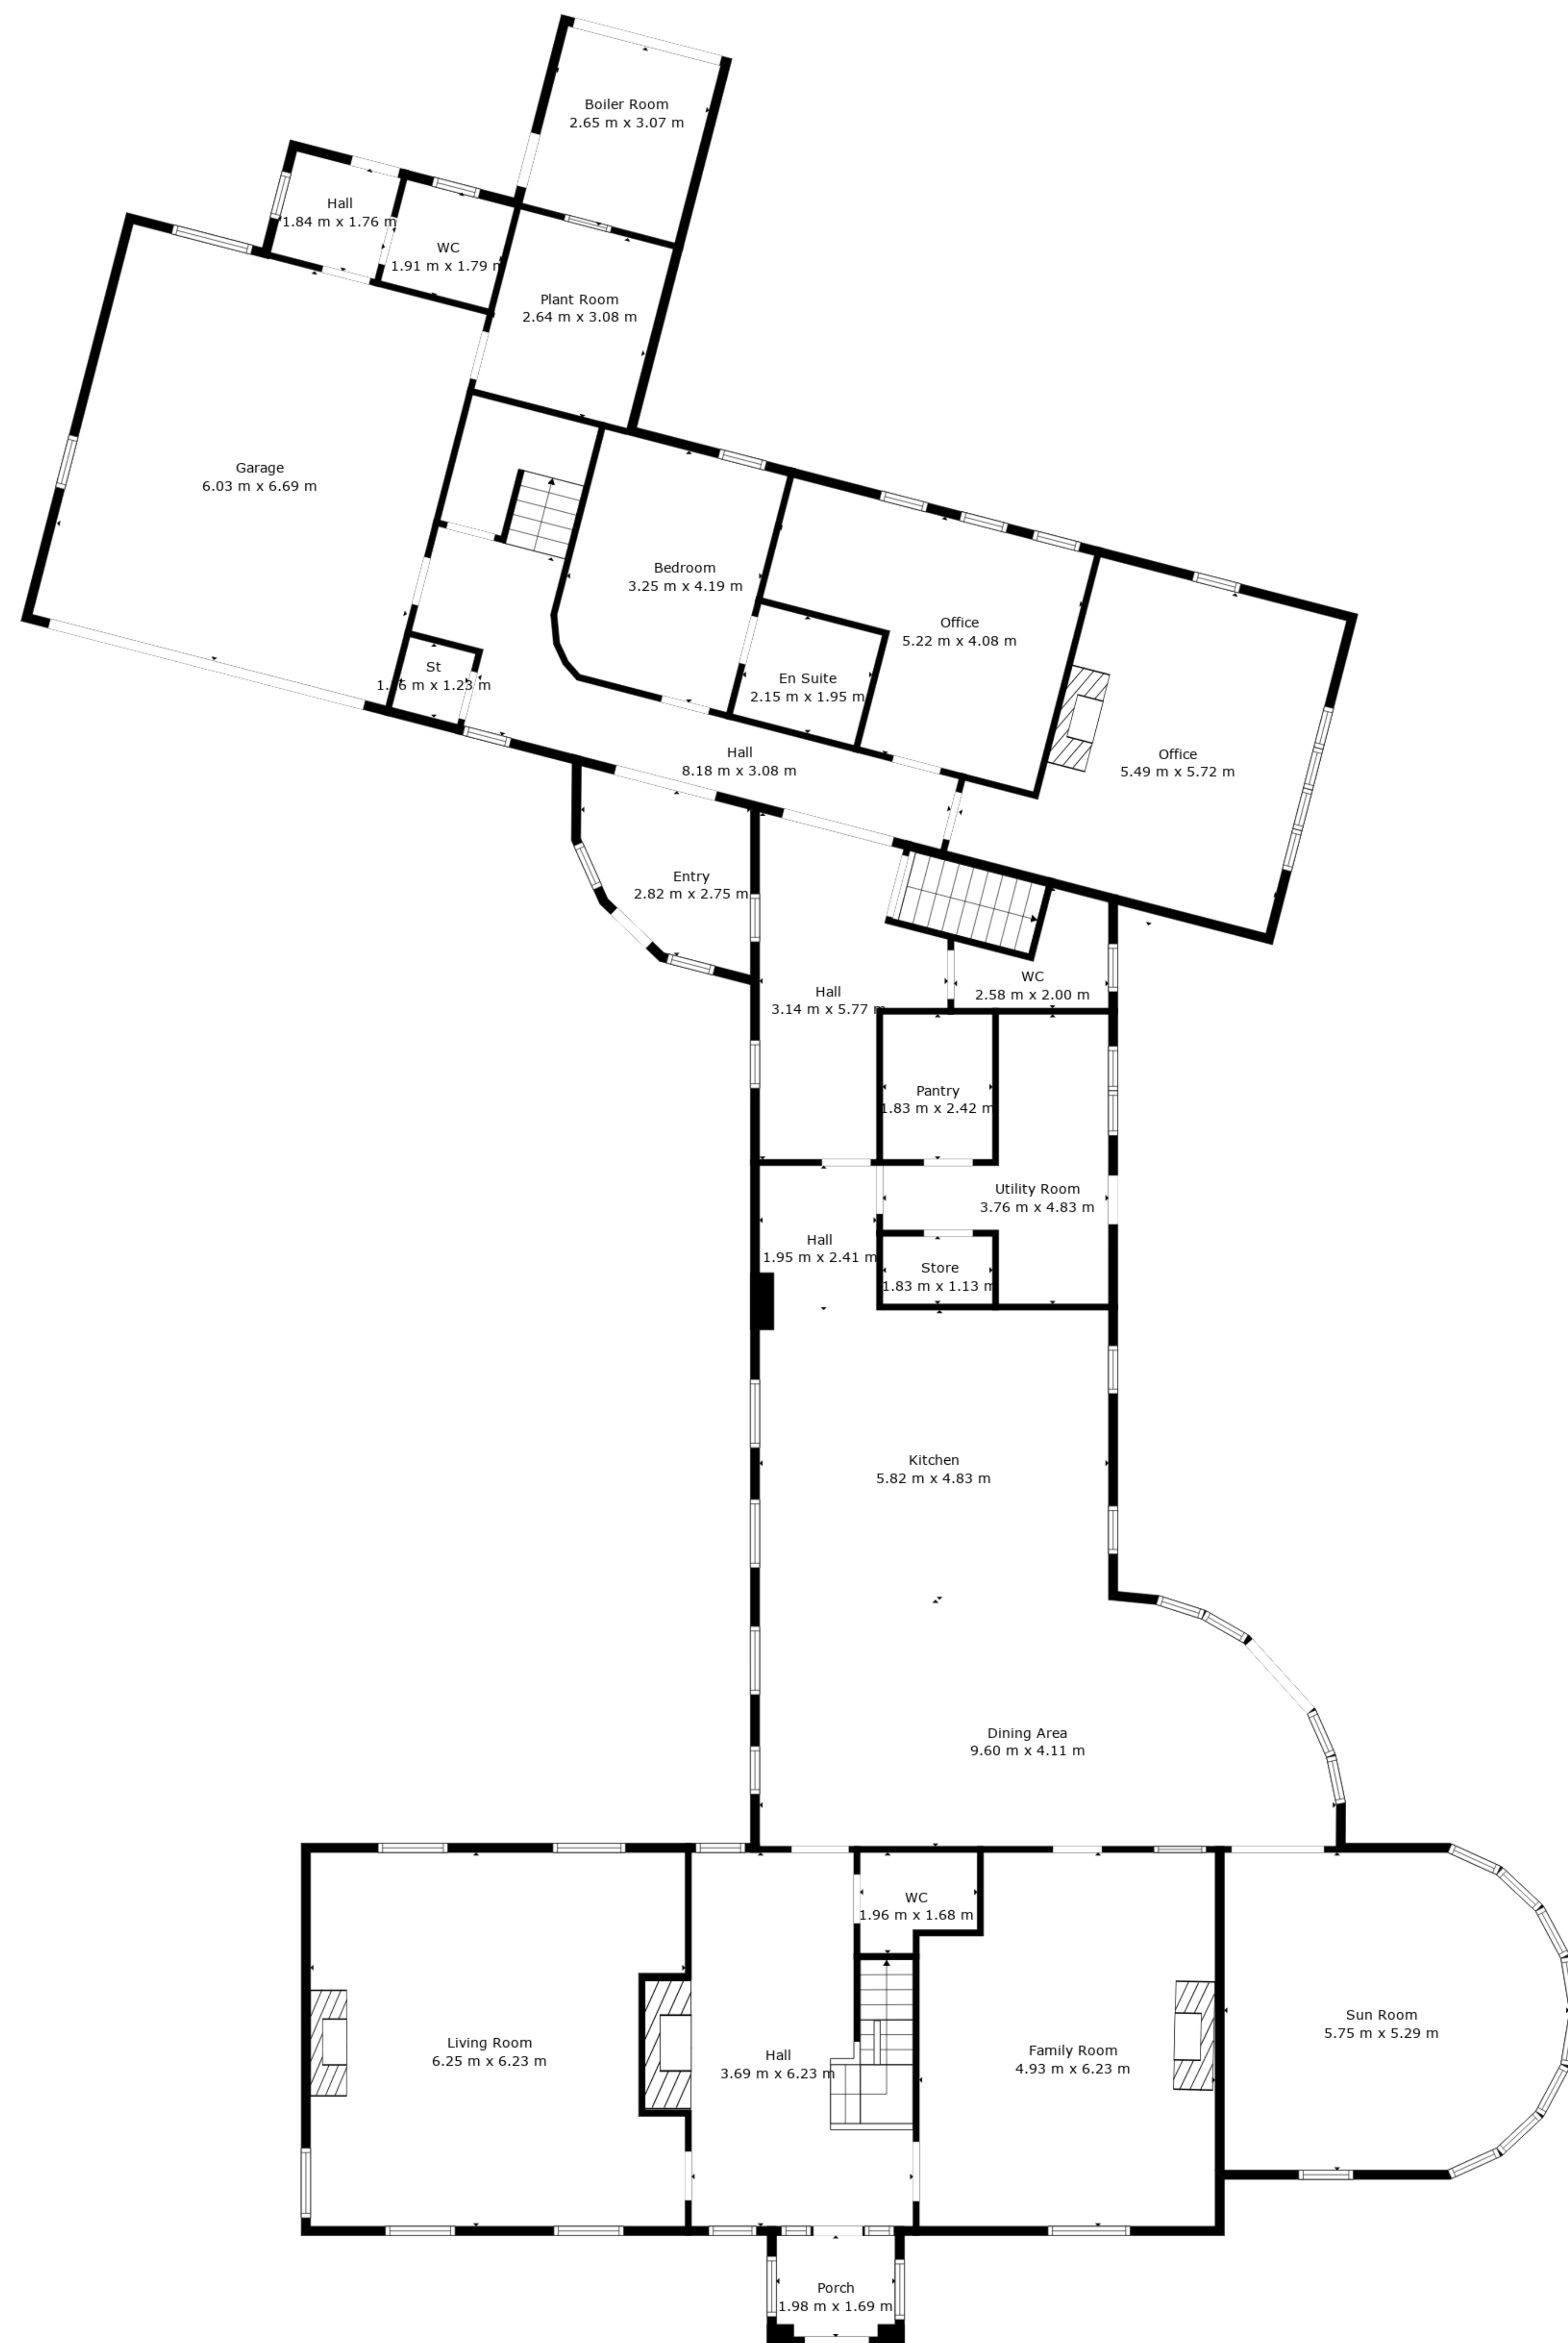 Boiler Room
2.65 m x 3.07 m
Hall
1.84 m x 1.76 m
WC
1.91 m x 1.79 m
Plant Room
2.64 m x 3.08 m
Garage
6.03 m x 6.69 m
Bedroom
3.25 m x 4.19 m
Office
5.22 m x 4.08 m
St
m x 1.23 m
En Suite
2.15 m x 1.95 m
Hall
8.18 m x 3.08 m
Office
5.49 m x 5.72 m
Entry
2.82 m x 2.75 m
WC
2.58 m x 2.00 m
Hall
3.14 m x 5.77 m
Pantry
1.83 m x 2.42 m
Utility Room
3.76 m x 4.83 m
Hall
1.95 m x 2.41 m
Store
1.83 m x 1.13 m
Kitchen
5.82 m x 4.83 m
Dining Area
9.60 m x 4.11 m
WC
1.96 m x 1.68 m
Living Room
6.25 m x 6.23 m
Hall
3.69 m x 6.23 m
Family Room
4.93 m x 6.23 m
Sun Room
5.75 m x 5.29 m
Porch
1.98 m x 1.69 m